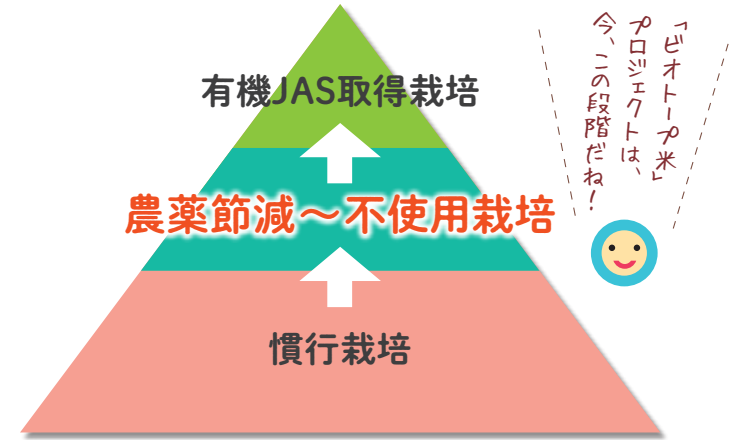 有機JAS取得栽培
農薬節減〜不使用栽培
慣行栽培
「ビオトープ米」
プロジェクトは、
今、この段階だね！